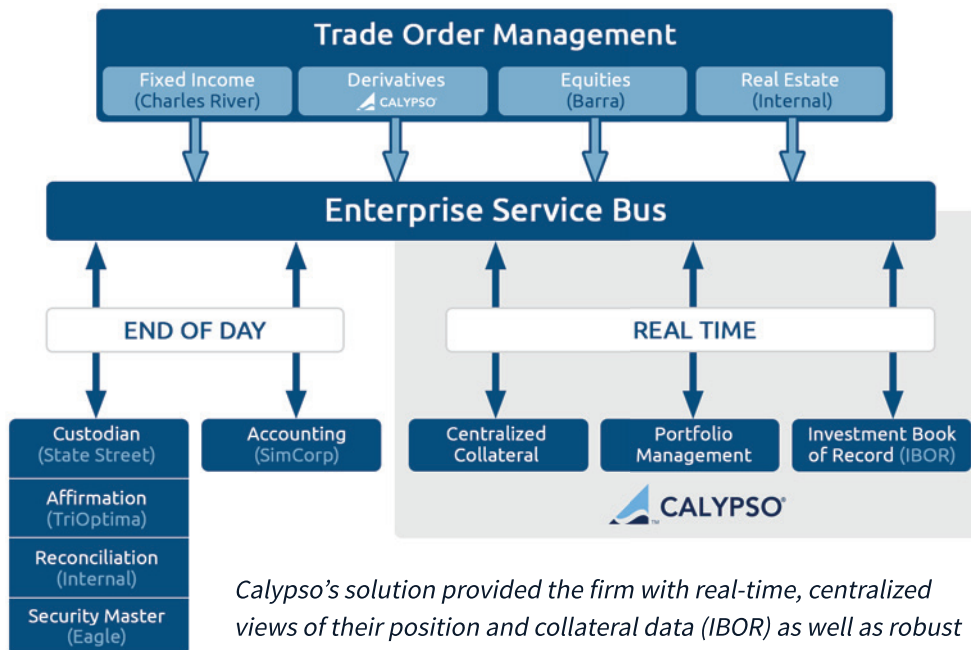 Trade Order Management
Fixed Income
(Charles River)
Derivatives
CALYPSO®
Equities
(Barra)
Real Estate
(Internal)
Enterprise Service Bus
END OF DAY
REAL TIME
Custodian
(State Street)
Affirmation
(TriOptima)
Reconciliation
(Internal)
Security Master
(Eagle)
Accounting
(SimCorp)
Centralized
Collateral
Portfolio
Management
Investment Book
of Record (IBOR)
™ CALYPSO®
Calypso’s solution provided the firm with real-time, centralized
views of their position and collateral data (IBOR) as well as robust